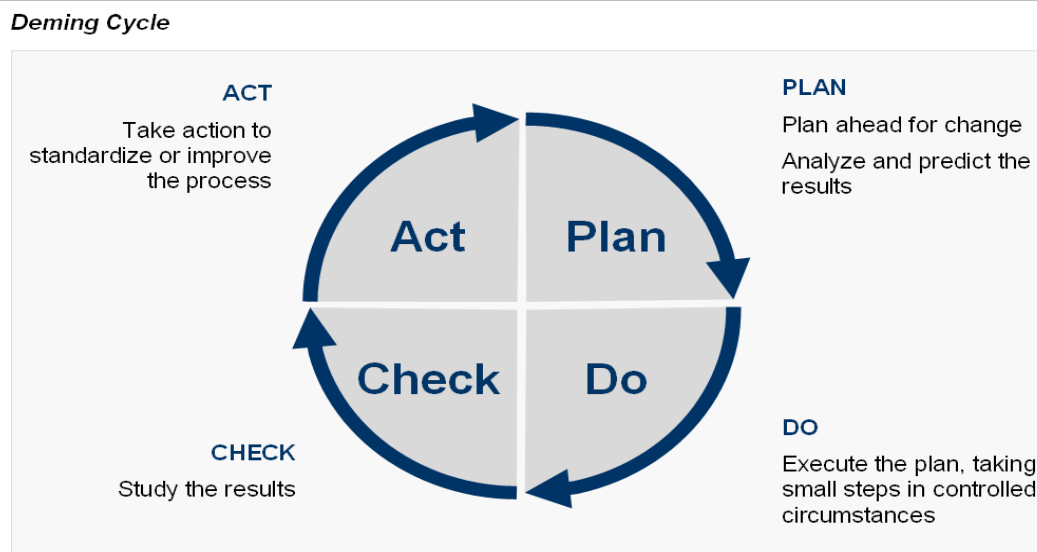 Deming Cycle
ACT
Take action to
standardize or improve
the process
PLAN
Plan ahead for change
Analyze and predict the
results
Act
Plan
Check
Do
CHECK
Study the results
DO
Execute the plan, taking
small steps in controlled
circumstances